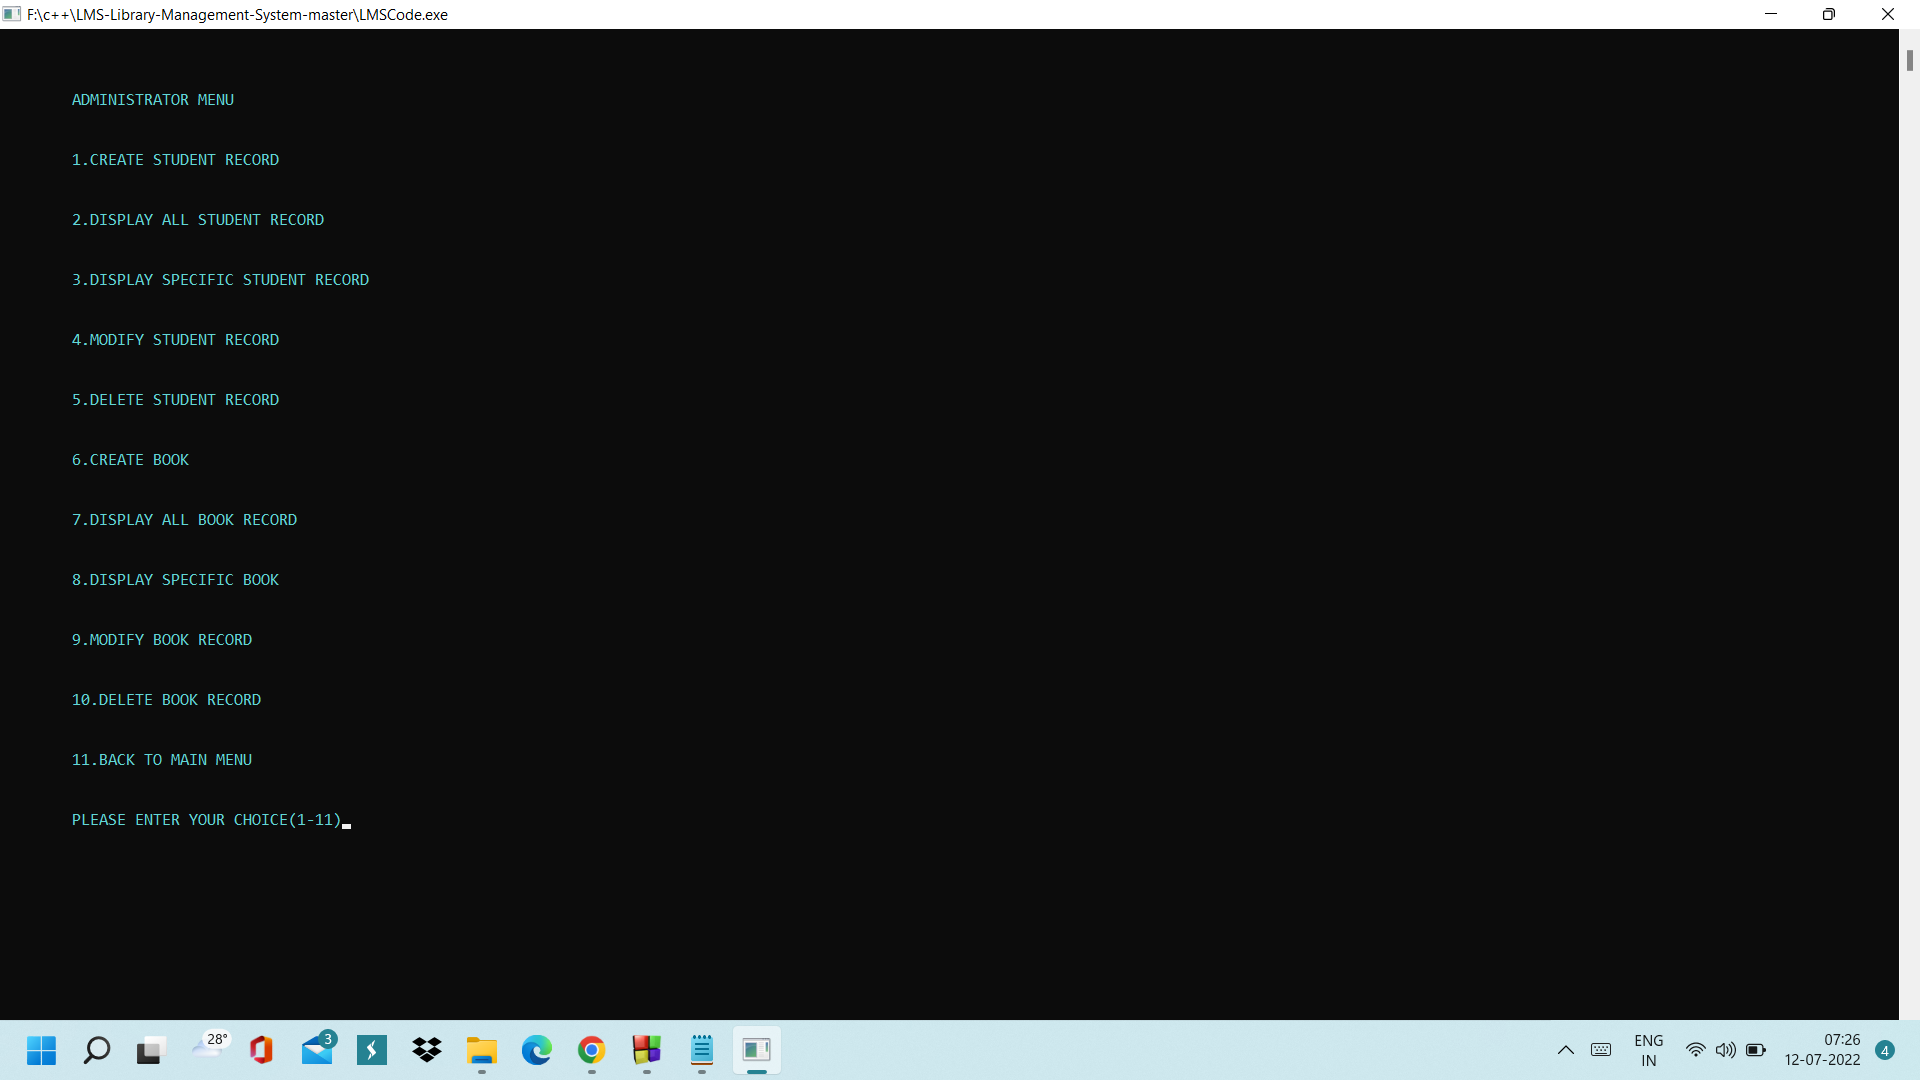 F:\c++\LMS-Library-Management-System-master\LMSCode.exe
ADMINISTRATOR MENU
1.CREATE STUDENT RECORD
2.DISPLAY ALL STUDENT RECORD
3.DISPLAY SPECIFIC STUDENT RECORD
4.MODIFY STUDENT RECORD
5.DELETE STUDENT RECORD
6.CREATE BOOK
7.DISPLAY ALL BOOK RECORD
8.DISPLAY SPECIFIC BOOK
9.MODIFY BOOK RECORD
10.DELETE BOOK RECORD
11.BACK TO MAIN MENU
PLEASE ENTER YOUR CHOICE(1-11)
28°
3
ENG
IN
07:26
12-07-2022
4